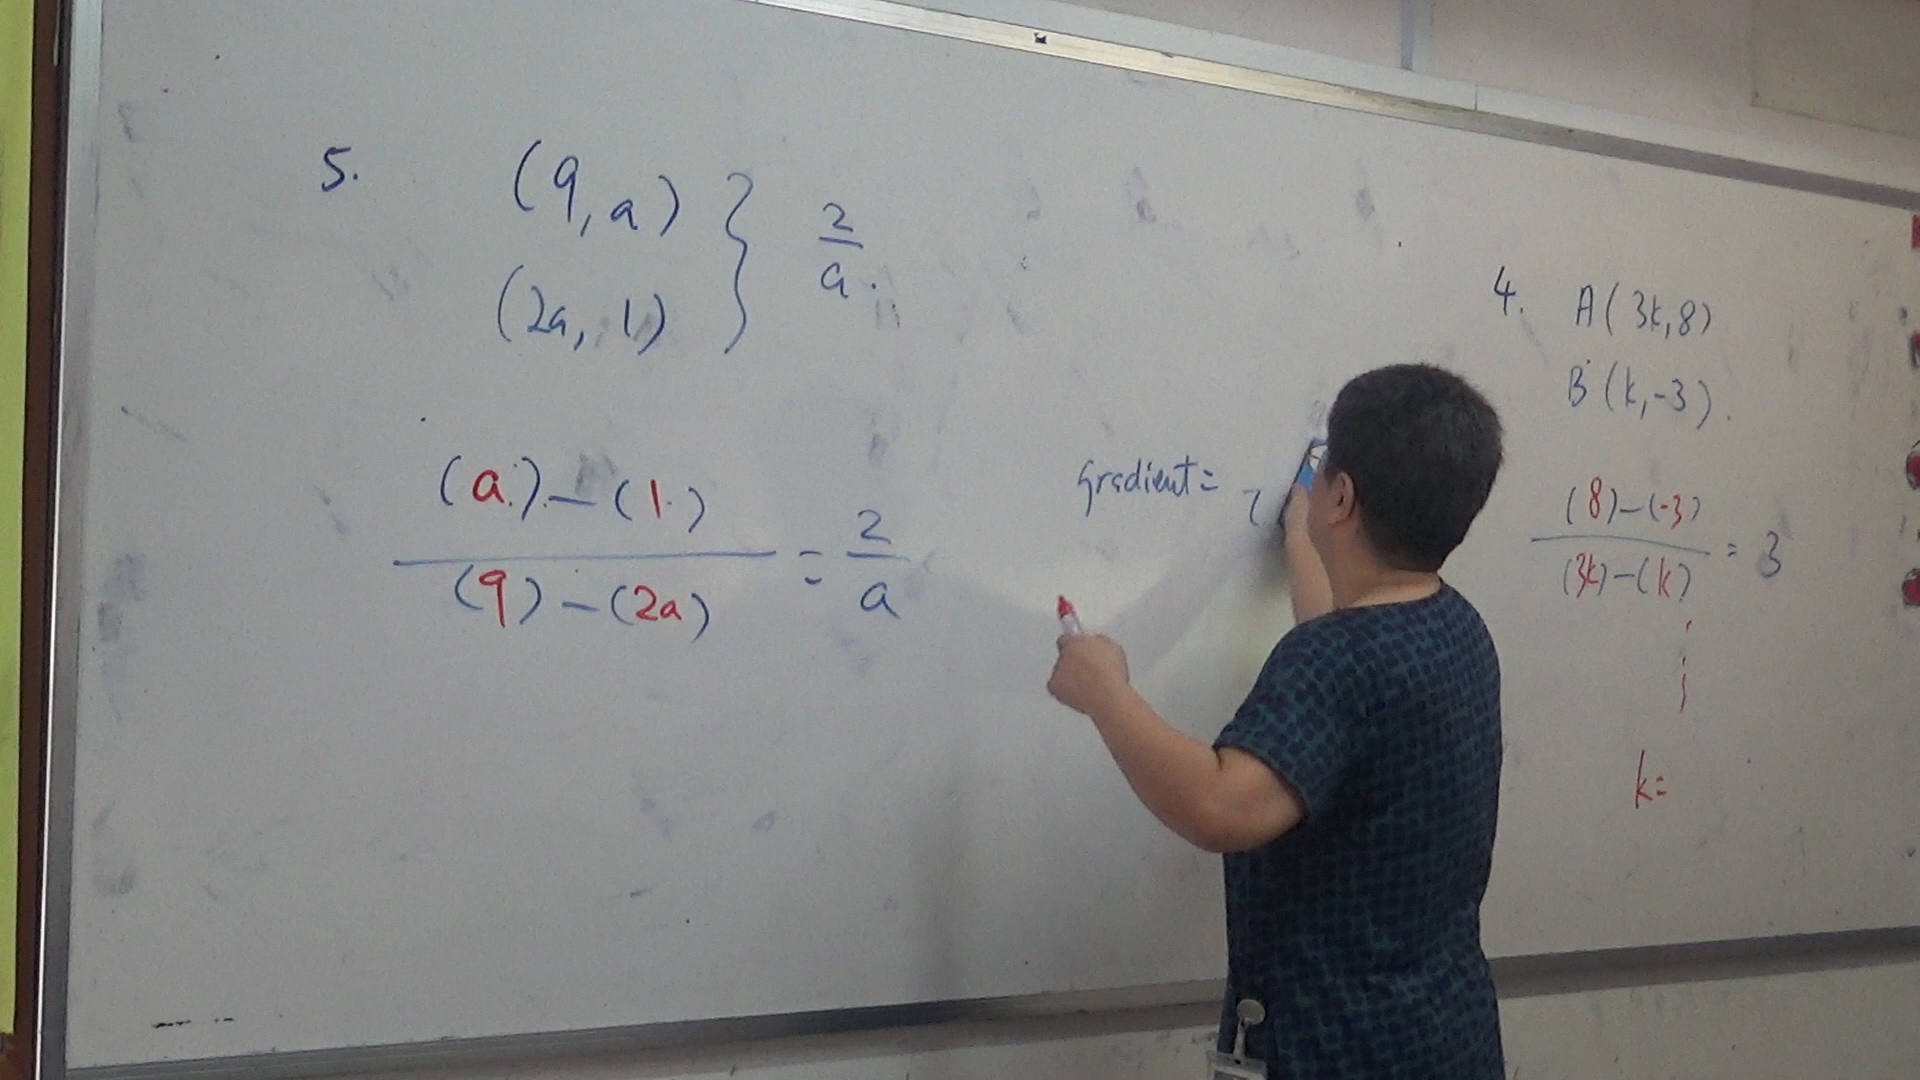 5. (9, a)
(2a, 1) } 2/a.
(a) - (1)
(9) - (2a) = 2/a
gradient =
4. A(3k, 8)
B(k, -3).
(8) - (-3)
(3k) - (k) = 3
k=